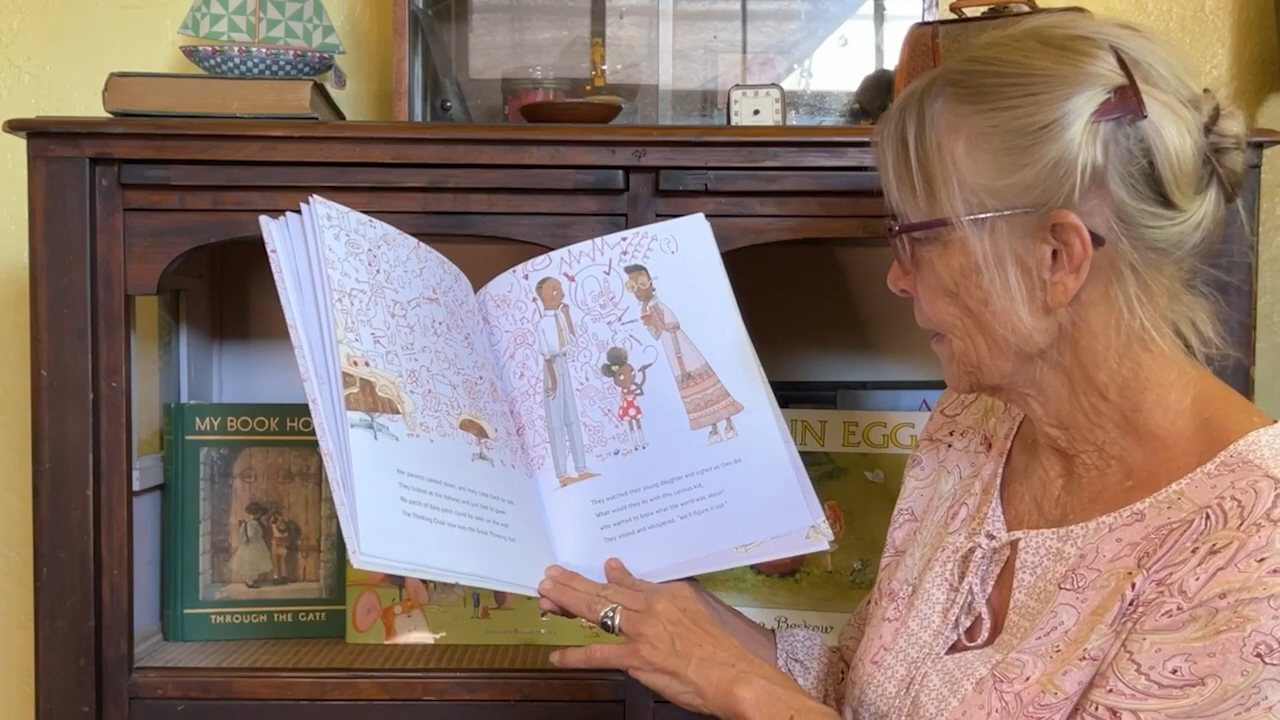 MY BOOK HO
THROUGH THE GATE
Her parents calmed down, and they came back to talk.
They looked at the hallway and just had to gawk.
No patch of bare paint could be seen on the wall.
The Thinking Chair now was the Great Thinking Hall.
They watched their young daughter and sighed as they did.
What would they do with this curious kid,
who wanted to know what the world was about?
They smiled and whispered, "We'll figure it out."
IN EGG
Beskow